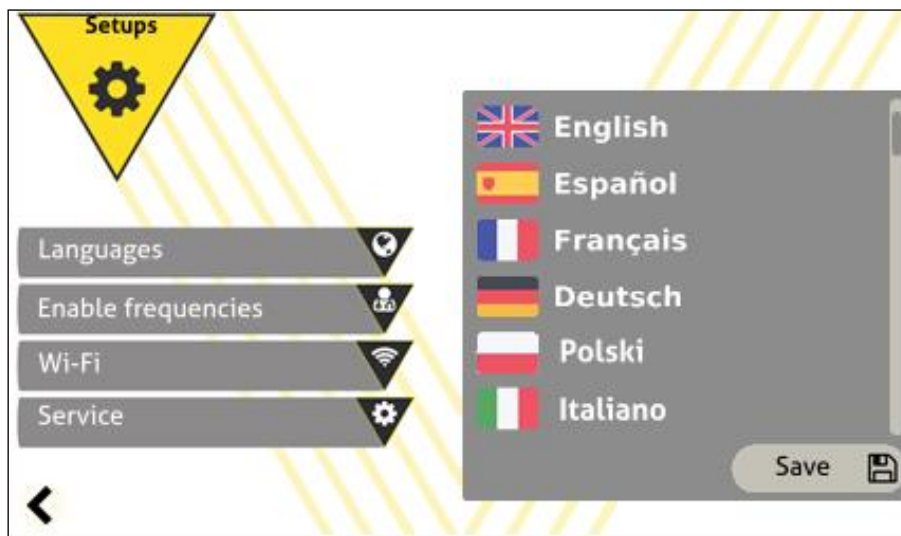 Setups
Languages
Enable frequencies
Wi-Fi
Service
English
Español
Français
Deutsch
Polski
Italiano
Save